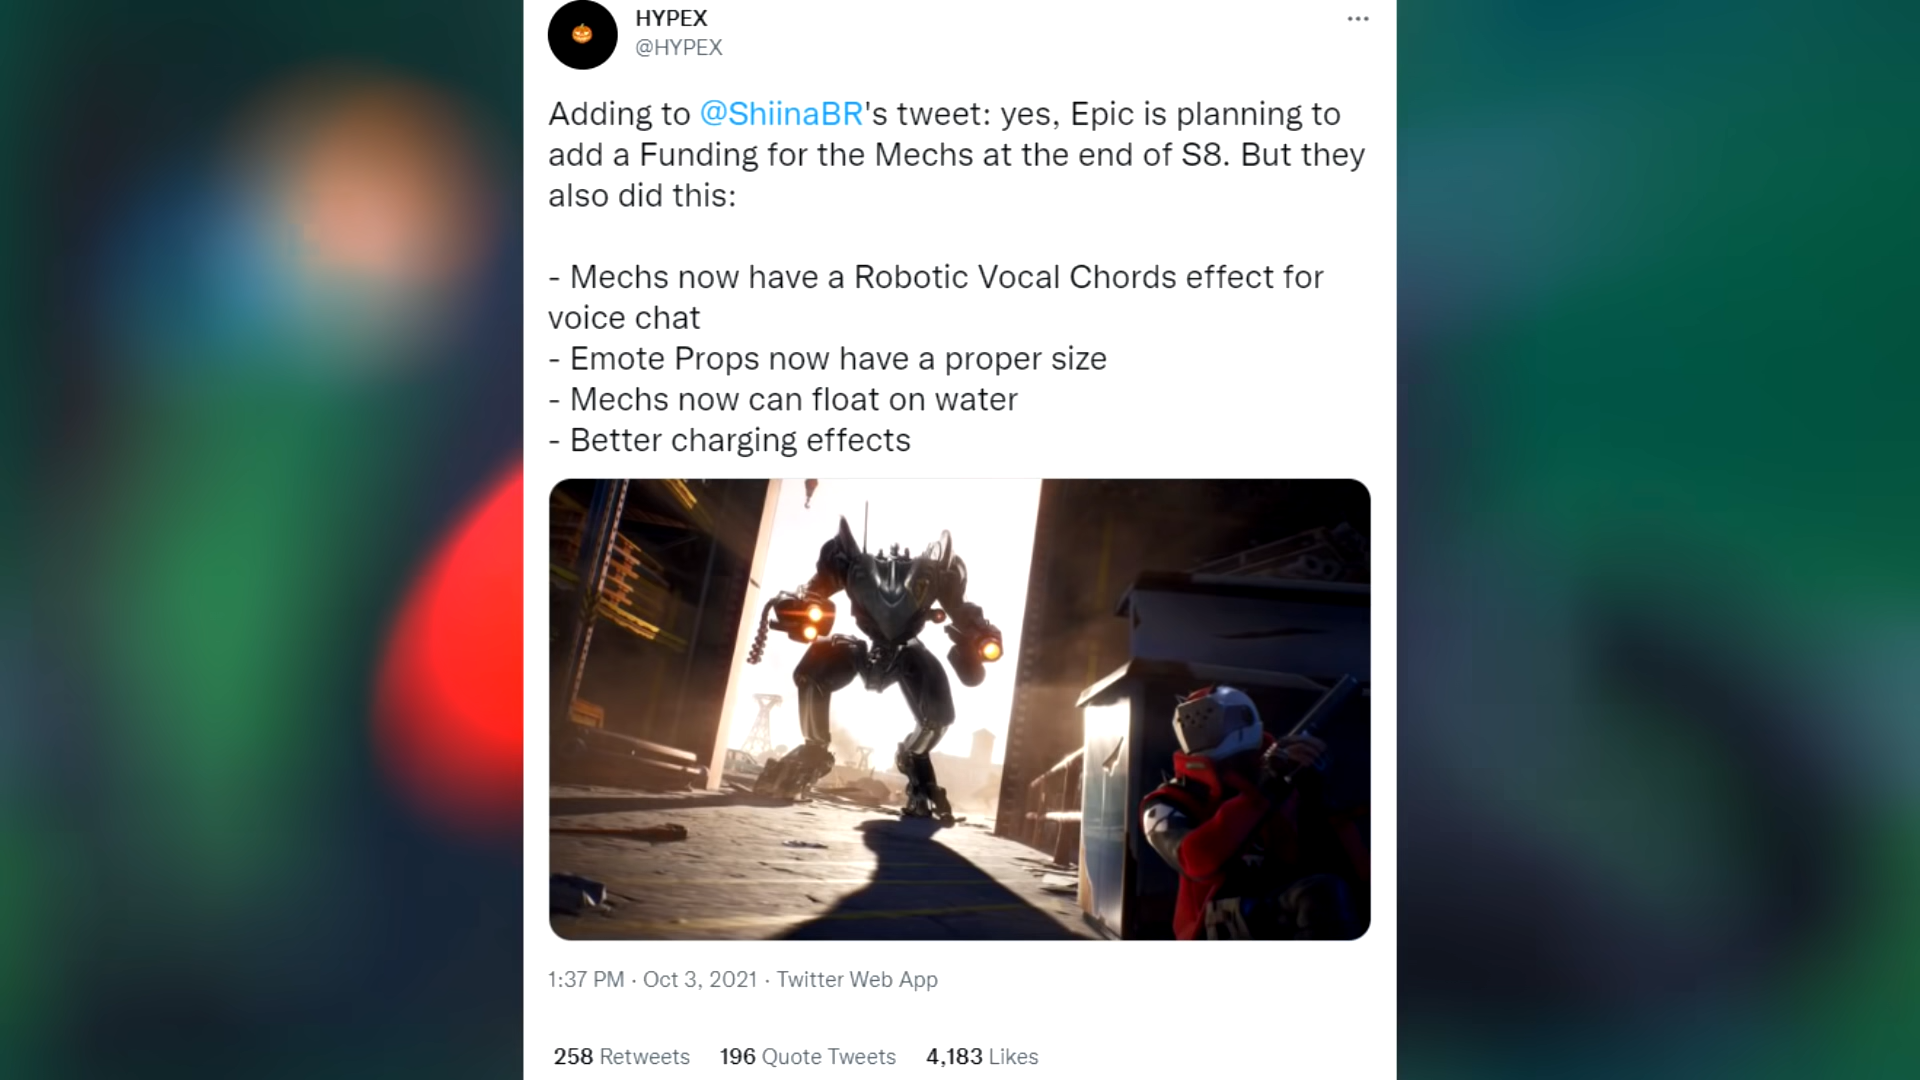 HYPEX
@HYPEX
Adding to @ShiinaBR's tweet: yes, Epic is planning to
add a Funding for the Mechs at the end of S8. But they
also did this:
- Mechs now have a Robotic Vocal Chords effect for
voice chat
- Emote Props now have a proper size
- Mechs now can float on water
- Better charging effects
1:37 PM · Oct 3, 2021 · Twitter Web App
258 Retweets 196 Quote Tweets 4,183 Likes